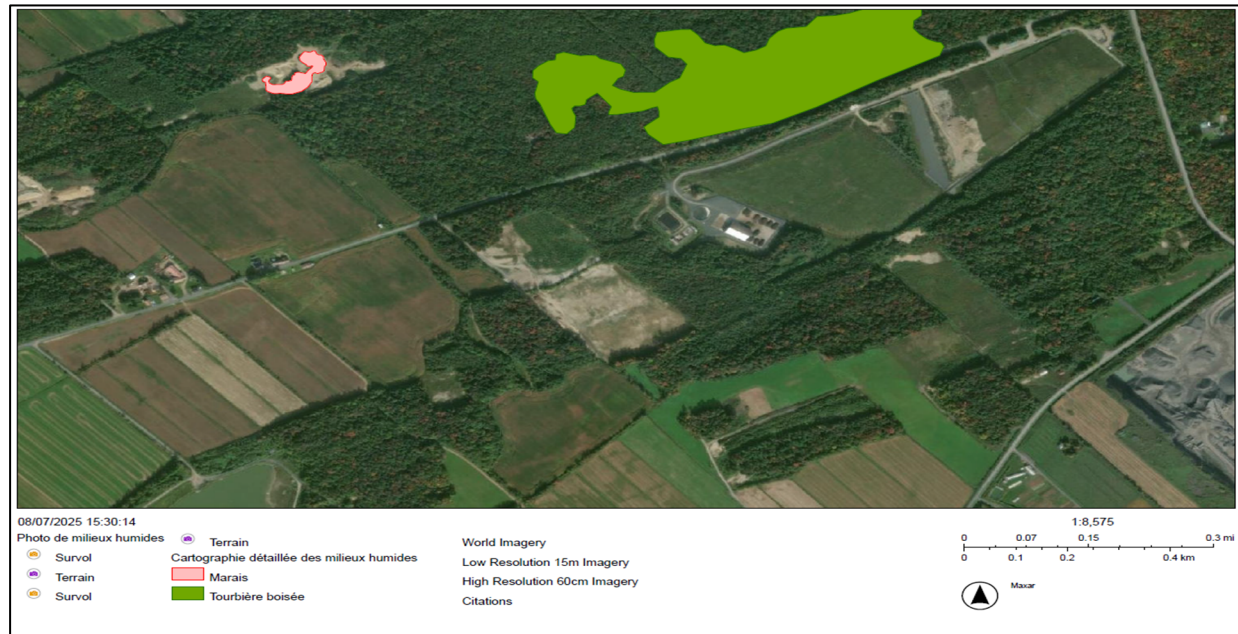 08/07/2025 15:30:14
Photo de milieux humides
Survol
Terrain
Survol
Terrain
Cartographie détaillée des milieux humides
Marais
Tourbière boisée
World Imagery
Low Resolution 15m Imagery
High Resolution 60cm Imagery
Citations
1:8,575
0 0.07 0.15 0.3 mi
0 0.1 0.2 0.4 km
Maxar